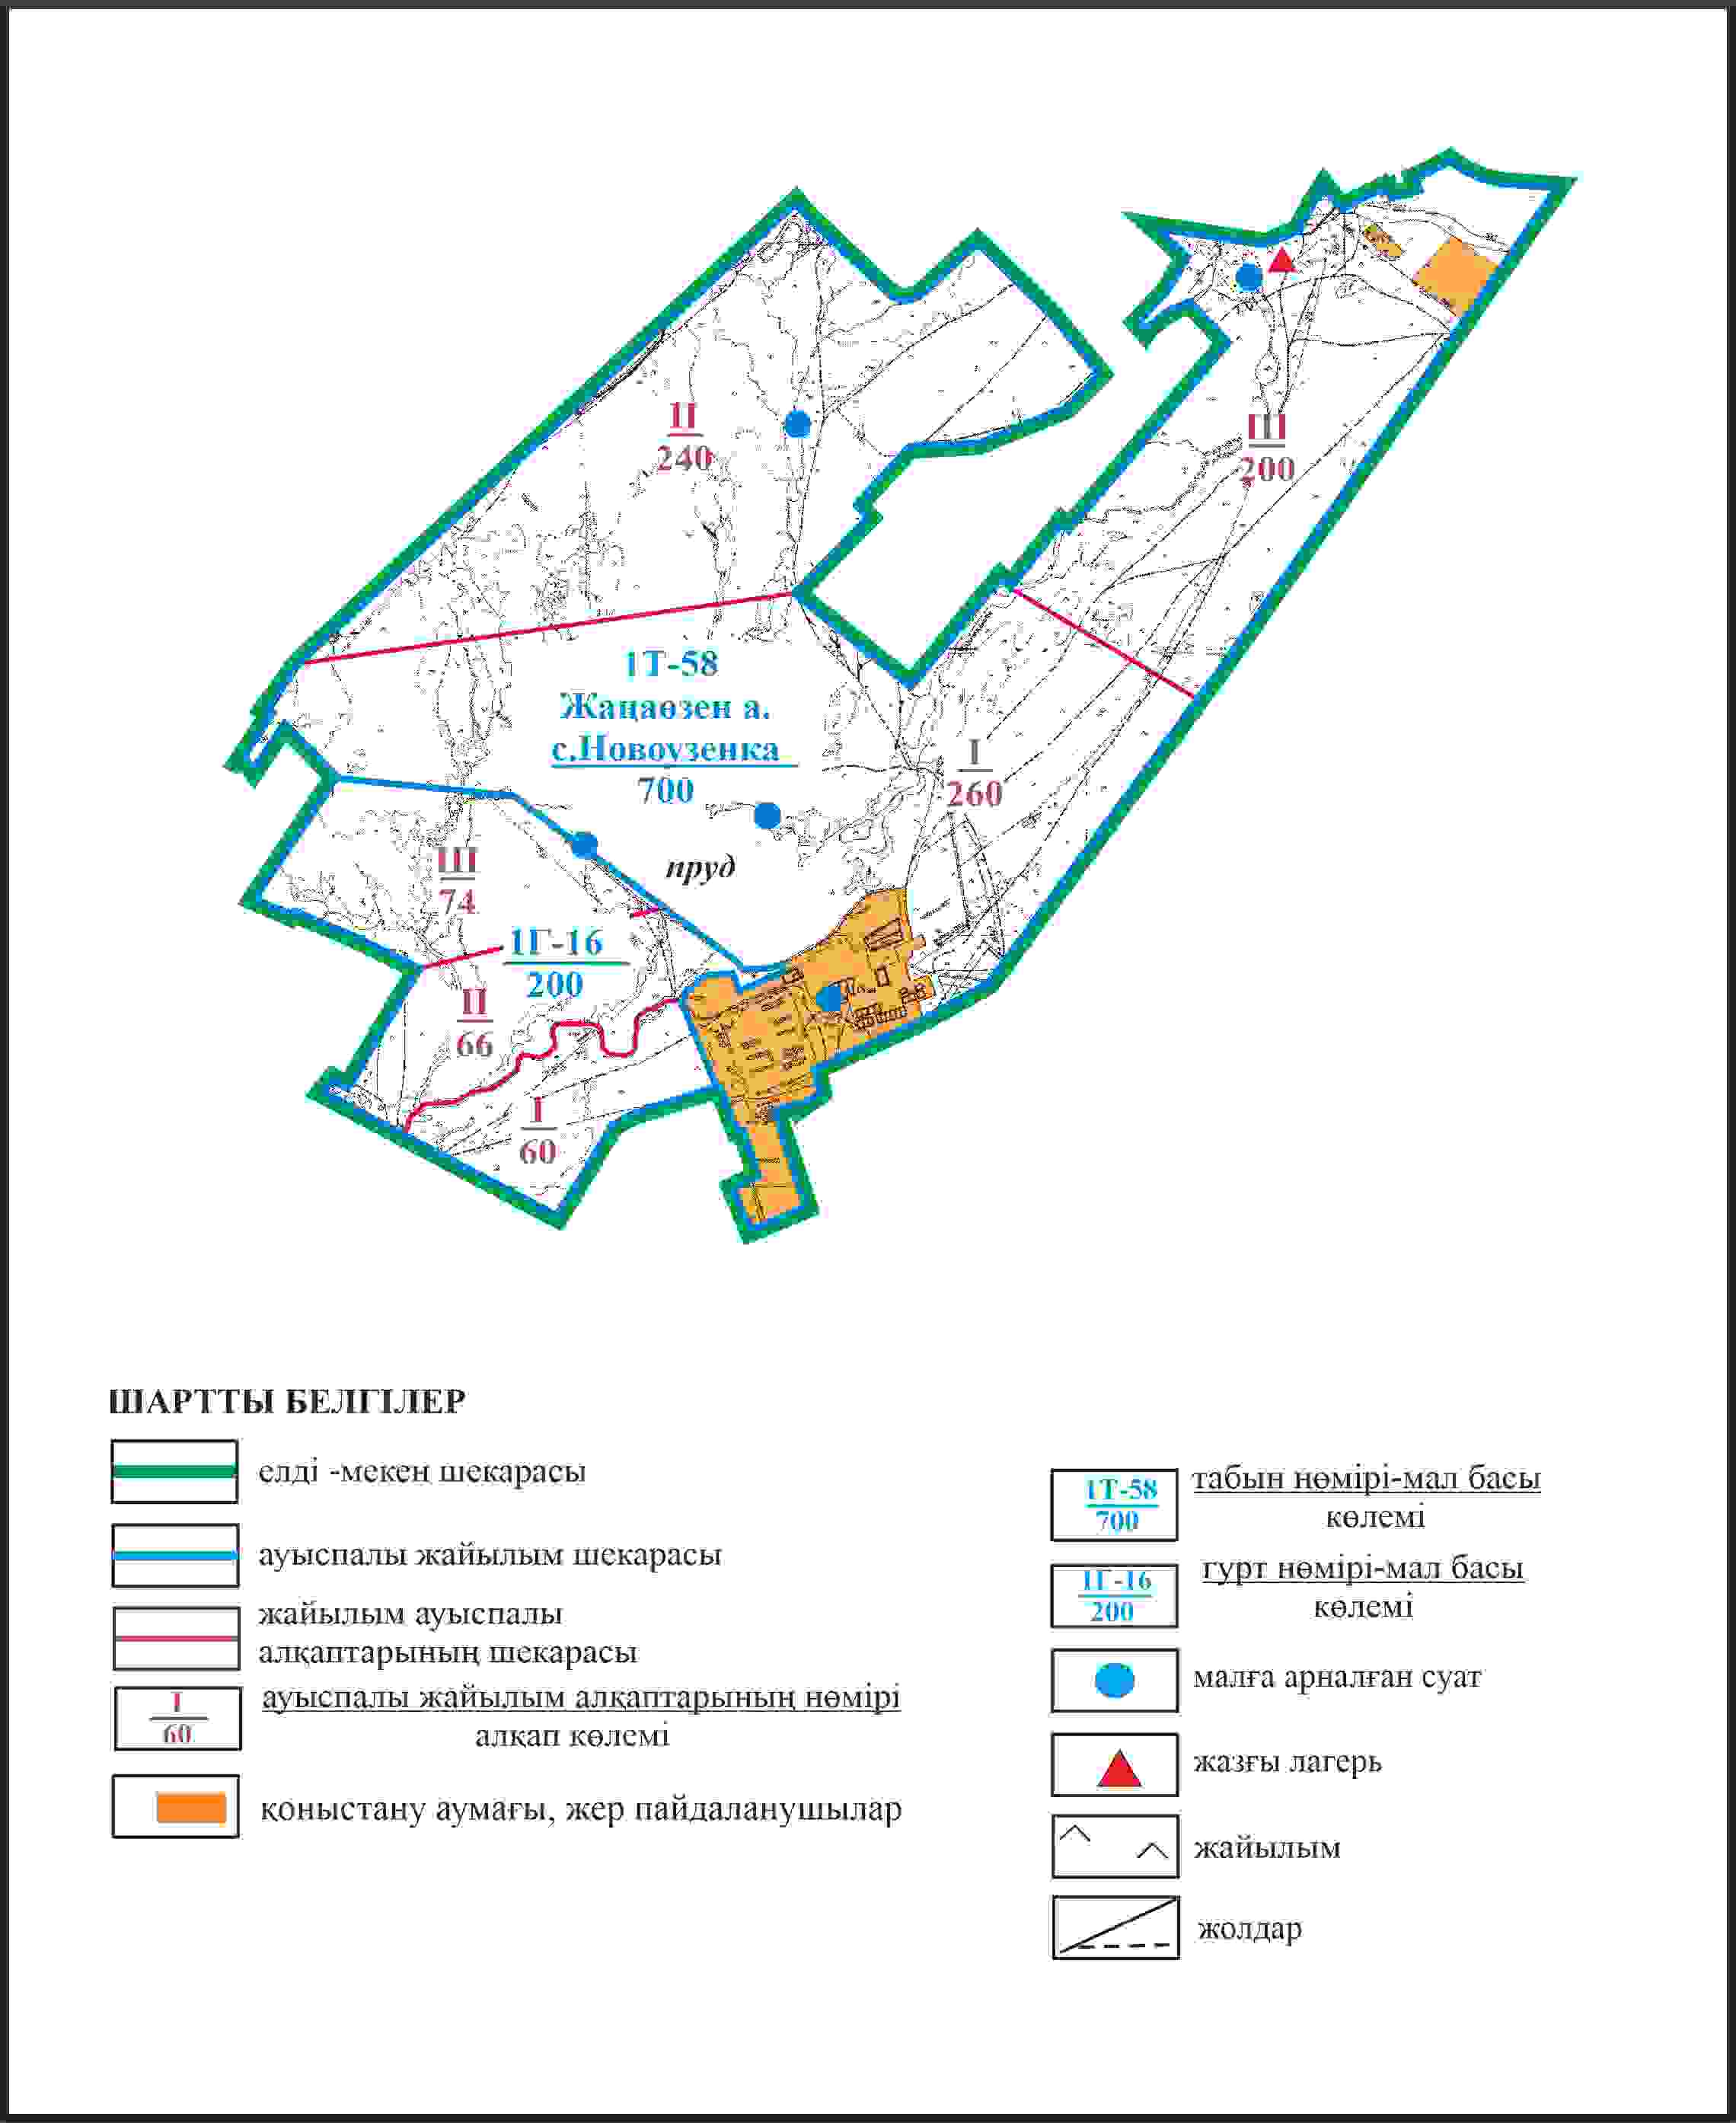 II
240
Ш
200
1Т-58
Жаңаөзен а.
с.Новоузенка
700
I
260
пруд
Ш
74
1Г-16
200
II
66
I
60
ШАРТТЫ БЕЛГІЛЕР
елді -мекен шекарасы
ауыспалы жайылым шекарасы
жайылым ауыспалы
алқаптарының шекарасы
I
60
ауыспалы жайылым алқаптарының нөмірі
алқап көлемі
қоныстану аумағы, жер пайдаланушылар
1Т-58
700
табын нөмірі-мал басы
көлемі
1Г-16
200
гурт нөмірі-мал басы
көлемі
малға арналған суат
жазғы лагерь
жайылым
жолдар